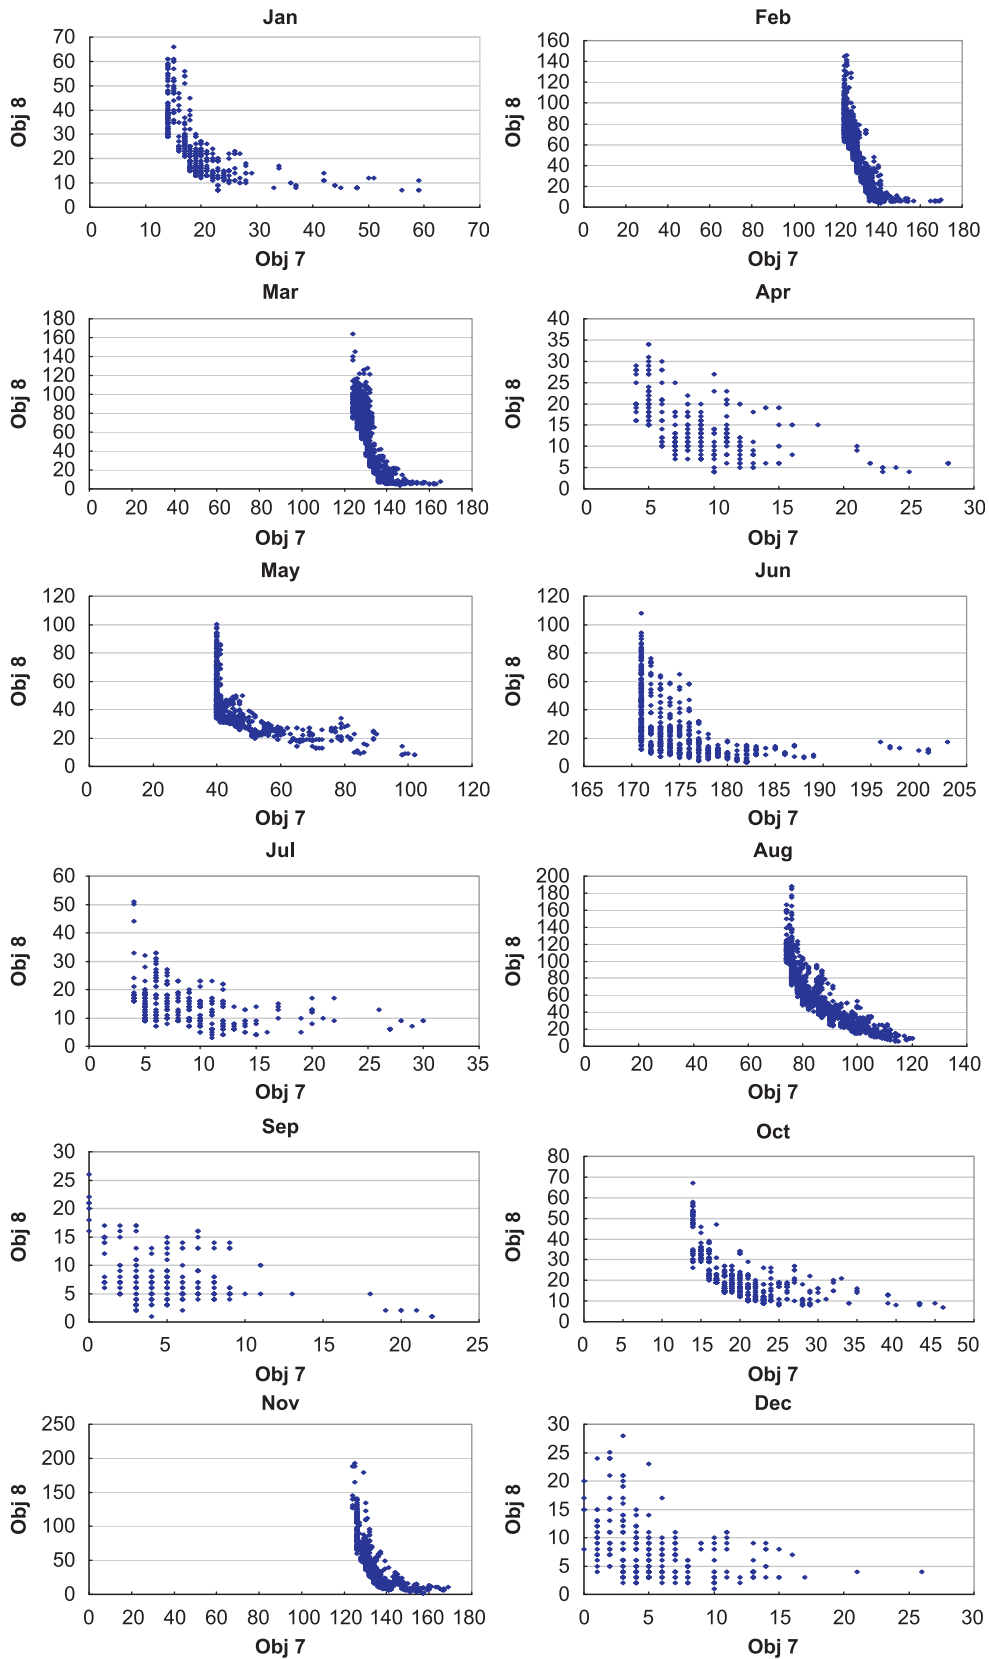 Jan
Obj 8
70
60
50
40
30
20
10
0
0 10 20 30 40 50 60 70
Obj 7
Feb
Obj 8
160
140
120
100
80
60
40
20
0
0 20 40 60 80 100 120 140 160 180
Obj 7
Mar
Obj 8
180
160
140
120
100
80
60
40
20
0
0 20 40 60 80 100 120 140 160 180
Obj 7
Apr
Obj 8
40
35
30
25
20
15
10
5
0
0 5 10 15 20 25 30
Obj 7
May
Obj 8
120
100
80
60
40
20
0
0 20 40 60 80 100 120
Obj 7
Jun
Obj 8
120
100
80
60
40
20
0
165 170 175 180 185 190 195 200 205
Obj 7
Jul
Obj 8
60
50
40
30
20
10
0
0 5 10 15 20 25 30 35
Obj 7
Aug
Obj 8
200
180
160
140
120
100
80
60
40
20
0
0 20 40 60 80 100 120 140
Obj 7
Sep
Obj 8
30
25
20
15
10
5
0
0 5 10 15 20 25
Obj 7
Oct
Obj 8
80
70
60
50
40
30
20
10
0
0 5 10 15 20 25 30 35 40 45 50
Obj 7
Nov
Obj 8
250
200
150
100
50
0
0 20 40 60 80 100 120 140 160 180
Obj 7
Dec
Obj 8
30
25
20
15
10
5
0
0 5 10 15 20 25 30
Obj 7